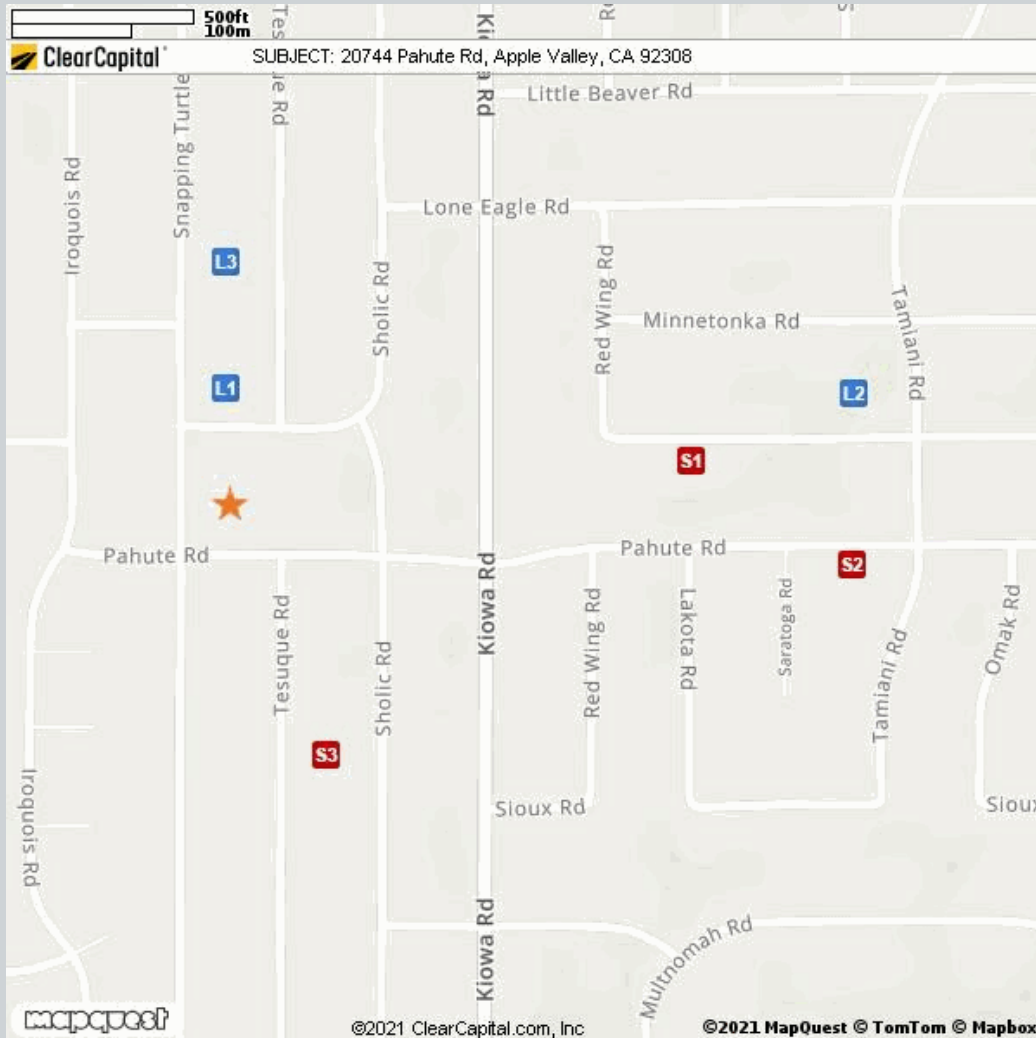 500ft
100m
ClearCapital
SUBJECT: 20744 Pahute Rd, Apple Valley, CA 92308
Little Beaver Rd
Kiowa Rd
Snapping Turtle
Iroquois Rd
Lone Eagle Rd
L3
Sholic Rd
Red Wing Rd
Minnetonka Rd
Tamiani Rd
L1
L2
S1
Pahute Rd
Pahute Rd
S2
Kiowa Rd
Tesuque Rd
Sholic Rd
Red Wing Rd
Lakota Rd
Saratoga Rd
Tamiani Rd
Omak Rd
S3
Iroquois Rd
Sioux Rd
Sioux
Kiowa Rd
Multnomah Rd
mapquest
©2021 ClearCapital.com, Inc
©2021 MapQuest © TomTom © Mapbox